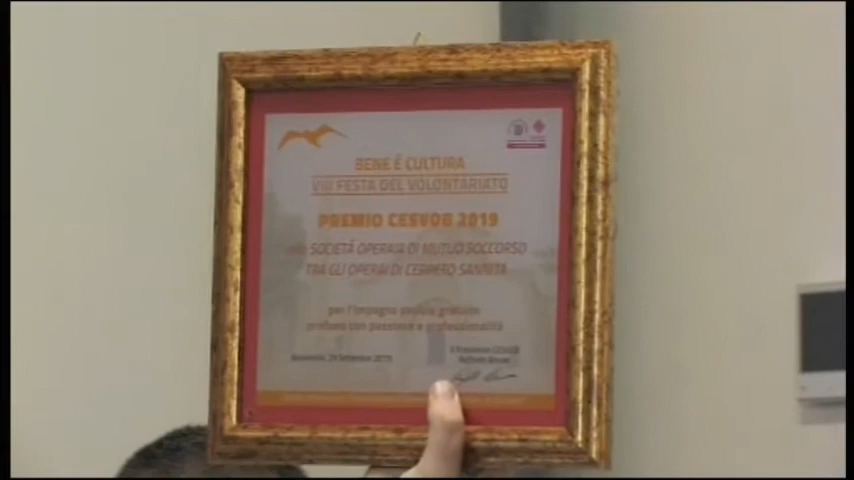 BENE È CULTURA
VIII FESTA DEL VOLONTARIATO
PREMIO CESVOB 2019
SOCIETÀ OPERAIA DI MUTUO SOCCORSO
TRA GLI OPERAI DI CERRETO SANNITA
per l'impegno sociale gratuito
profuso con passione e professionalità
Benevento, 29 Settembre 2019
Il Presidente CESVOB
Raffaele